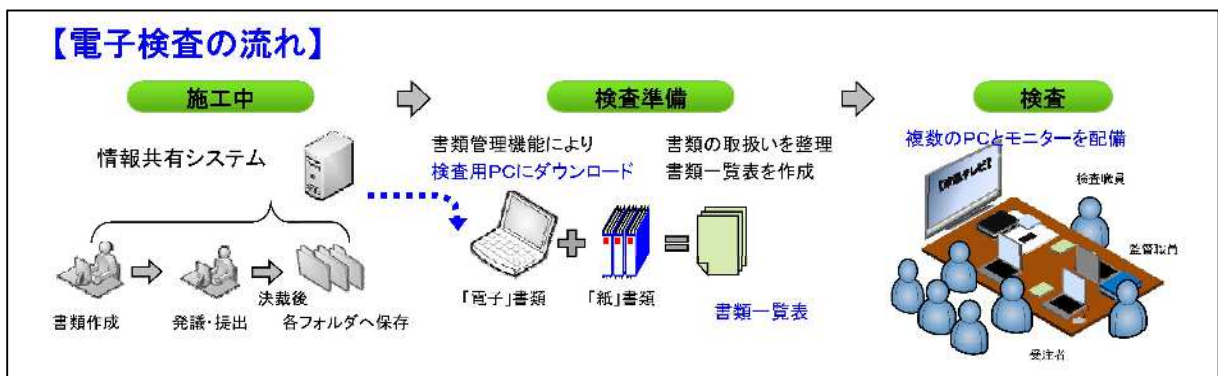 【電子検査の流れ】
施工中
情報共有システム
書類作成
発議・提出
決裁後
各フォルダへ保存
検査準備
書類管理機能により
検査用PCにダウンロード
書類の取扱いを整理
書類一覧表を作成
「電子」書類
「紙」書類
書類一覧表
検査
複数のPCとモニターを配備
検査職員
監督職員
受注者